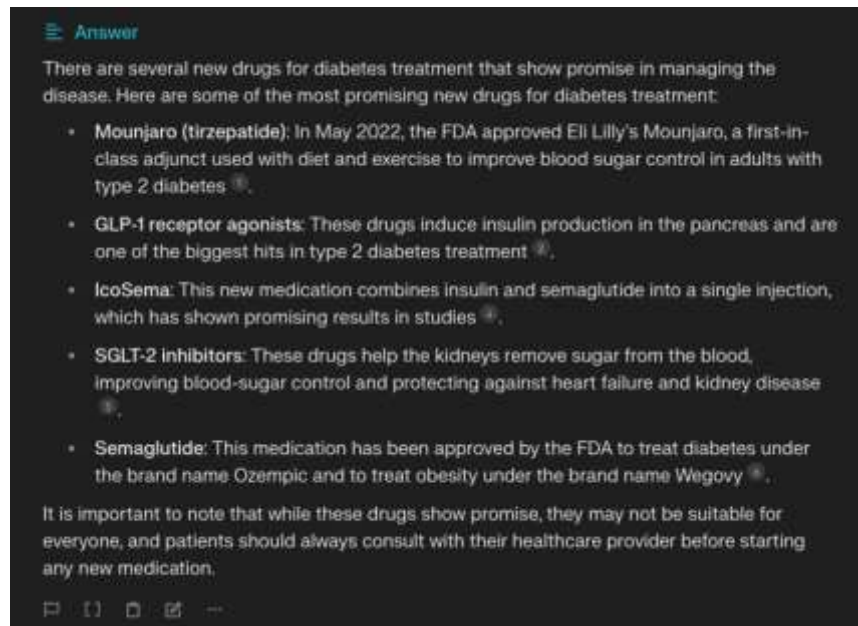 Answer
There are several new drugs for diabetes treatment that show promise in managing the
disease. Here are some of the most promising new drugs for diabetes treatment:
• Mounjaro (tirzepatide): In May 2022, the FDA approved Eli Lilly's Mounjaro, a first-in-
class adjunct used with diet and exercise to improve blood sugar control in adults with
type 2 diabetes .
• GLP-1 receptor agonists: These drugs induce insulin production in the pancreas and are
one of the biggest hits in type 2 diabetes treatment .
• IcoSema: This new medication combines insulin and semaglutide into a single injection,
which has shown promising results in studies .
• SGLT-2 inhibitors: These drugs help the kidneys remove sugar from the blood,
improving blood-sugar control and protecting against heart failure and kidney disease
.
• Semaglutide: This medication has been approved by the FDA to treat diabetes under
the brand name Ozempic and to treat obesity under the brand name Wegovy .
It is important to note that while these drugs show promise, they may not be suitable for
everyone, and patients should always consult with their healthcare provider before starting
any new medication.